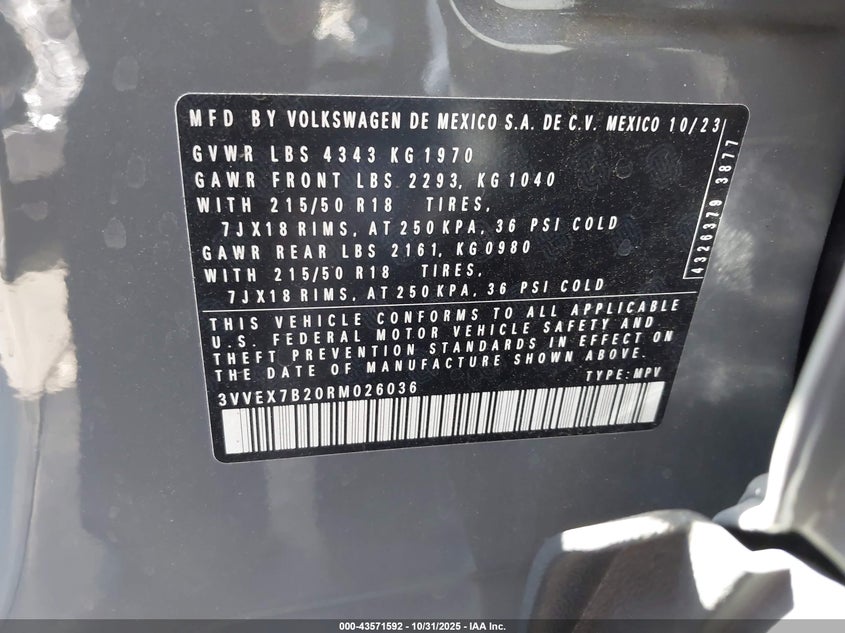 MFD BY VOLKSWAGEN DE MEXICO S.A. DE C.V. MEXICO 10/23
GVWR LBS 4343 KG 1970
GAWR FRONT LBS 2293, KG 1040
WITH 215/50 R18 TIRES,
7JX18 RIMS, AT 250 KPA, 36 PSI COLD
GAWR REAR LBS 2161, KG 0980
WITH 215/50 R18 TIRES,
7JX18 RIMS, AT 250 KPA, 36 PSI COLD
4326379 3877
THIS VEHICLE CONFORMS TO ALL APPLICABLE
U.S. FEDERAL MOTOR VEHICLE SAFETY AND
THEFT PREVENTION STANDARDS IN EFFECT ON
THE DATE OF MANUFACTURE SHOWN ABOVE.
3VVEX7B20RM026036 TYPE: MPV
000-43571592 - 10/31/2025 - IAA Inc.